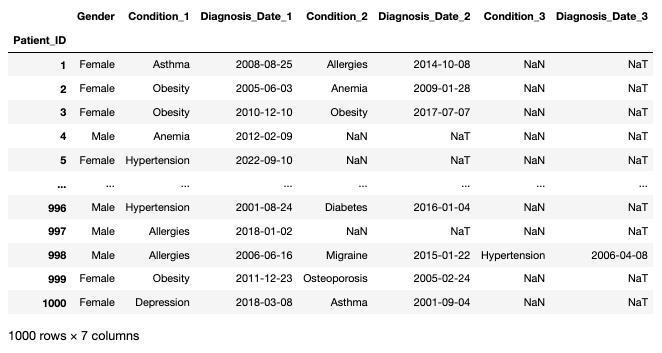 Gender Condition_1 Diagnosis_Date_1 Condition_2 Diagnosis_Date_2 Condition_3 Diagnosis_Date_3
Patient_ID
1 Female Asthma 2008-08-25 Allergies 2014-10-08 NaN NaT
2 Female Obesity 2005-06-03 Anemia 2009-01-28 NaN NaT
3 Female Obesity 2010-12-10 Obesity 2017-07-07 NaN NaT
4 Male Anemia 2012-02-09 NaN NaT NaN NaT
5 Female Hypertension 2022-09-10 NaN NaT NaN NaT
... ... ... ... ... ... ... ...
996 Male Hypertension 2001-08-24 Diabetes 2016-01-04 NaN NaT
997 Male Allergies 2018-01-02 NaN NaT NaN NaT
998 Male Allergies 2006-06-16 Migraine 2015-01-22 Hypertension 2006-04-08
999 Female Obesity 2011-12-23 Osteoporosis 2005-02-24 NaN NaT
1000 Female Depression 2018-03-08 Asthma 2001-09-04 NaN NaT
1000 rows × 7 columns